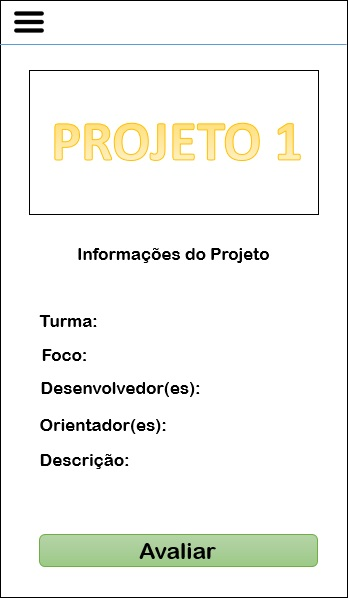 PROJETO 1
Informações do Projeto
Turma:
Foco:
Desenvolvedor(es):
Orientador(es):
Descrição:
Avaliar